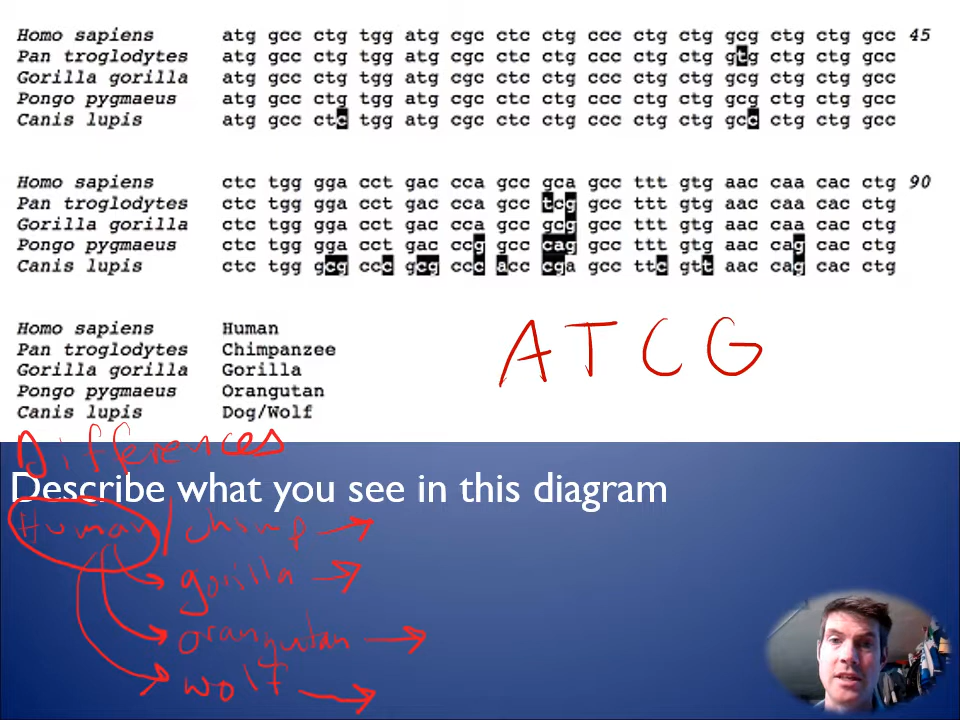 Homo sapiens atg gcc ctg tgg atg cgc ctc ctg ccc ctg ctg gcg ctg ctg gcc 45
Pan troglodytes atg gcc ctg tgg atg cgc ctc ctg ccc ctg ctg gtg ctg ctg gcc
Gorilla gorilla atg gcc ctg tgg atg cgc ctc ctg ccc ctg ctg gcg ctg ctg gcc
Pongo pygmaeus atg gcc ctg tgg atg cgc ctc ctg ccc ctg ctg gcg ctg ctg gcc
Canis lupis atg gcc ctc tgg atg cgc ctc ctg ccc ctg ctg gcc ctg ctg gcc
Homo sapiens ctc tgg gga cct gac cca gcc gca gcc ttt gtg aac caa cac ctg 90
Pan troglodytes ctc tgg gga cct gac cca gcc tcg gcc ttt gtg aac caa cac ctg
Gorilla gorilla ctc tgg gga cct gac cca gcc gcg gcc ttt gtg aac caa cac ctg
Pongo pygmaeus ctc tgg gga cct gac ccg gcc cag gcc ttt gtg aac cag cac ctg
Canis lupis ctc tgg gcg ccc gcg ccc acc cga gcc ttc gtt aac cag cac ctg
Homo sapiens Human
Pan troglodytes Chimpanzee
Gorilla gorilla Gorilla
Pongo pygmaeus Orangutan
Canis lupis Dog/Wolf
A T C G
Differences
Describe what you see in this diagram
Human/chimp
gorilla
orangutan
wolf